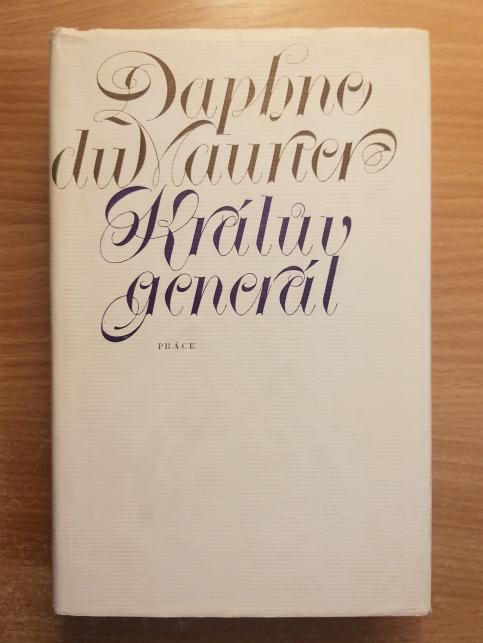 Daphne
du Maurier
Králův
generál
PRÁCE